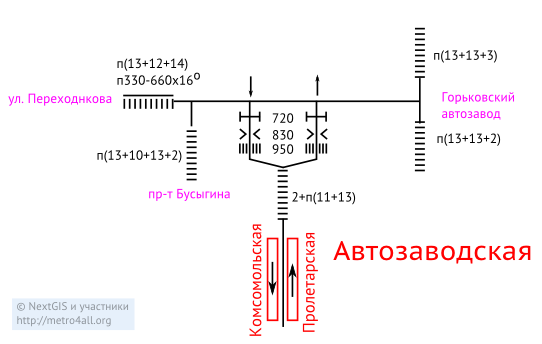 п(13+12+14)
п330-660x16°
ул. Переходнкова
п(13+13+3)
Горьковский
автозавод
720
830
950
п(13+13+2)
п(13+10+13+2)
пр-т Бусыгина
2+п(11+13)
Комсомольская
Пролетарская
Автозаводская
© NextGIS и участники
http://metro4all.org